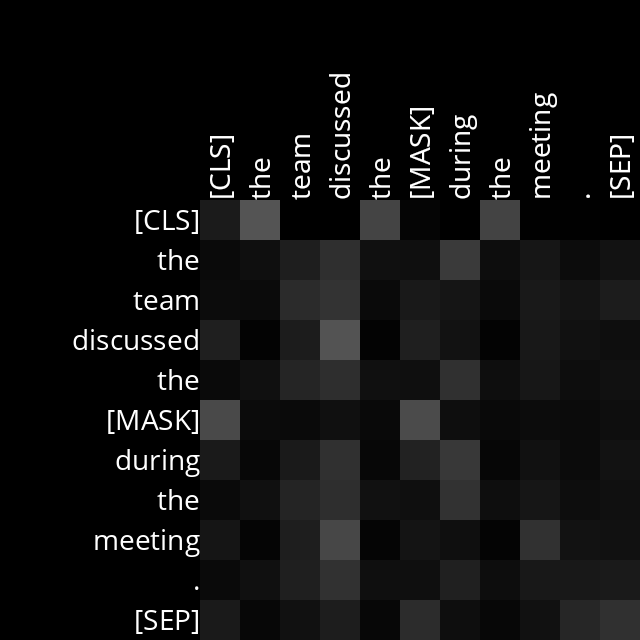 [CLS] the team discussed the [MASK] during the meeting . [SEP]
[CLS]
the
team
discussed
the
[MASK]
during
the
meeting
.
[SEP]